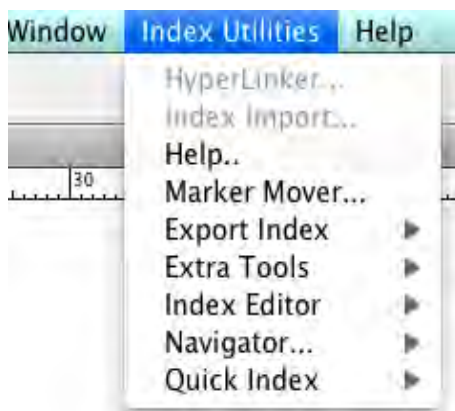 Window Index Utilities Help
HyperLinker...
Index Import...
Help..
30
Marker Mover...
Export Index
Extra Tools
Index Editor
Navigator...
Quick Index